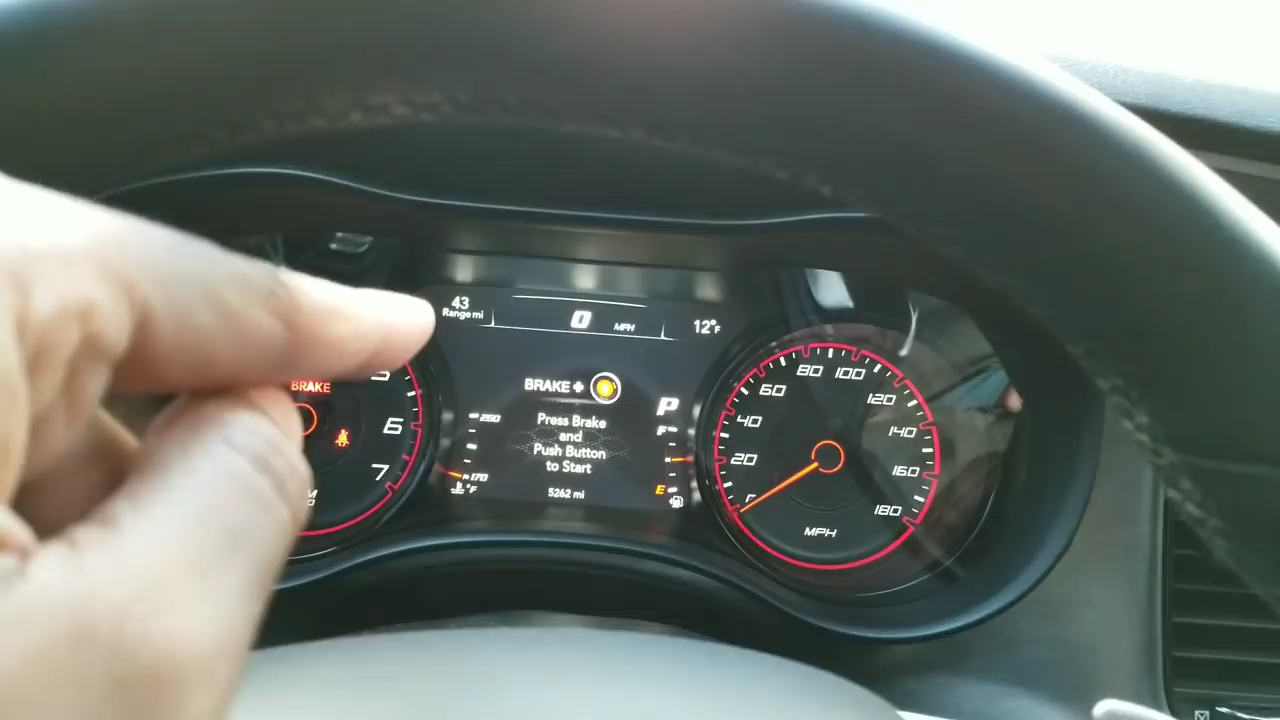 43
Range mi
0 MPH
12°F
BRAKE
5
6
7
BRAKE +
Press Brake
and
Push Button
to Start
5262 mi
260
170
°F
P
F
E
0
20
40
60
80
100
120
140
160
180
MPH